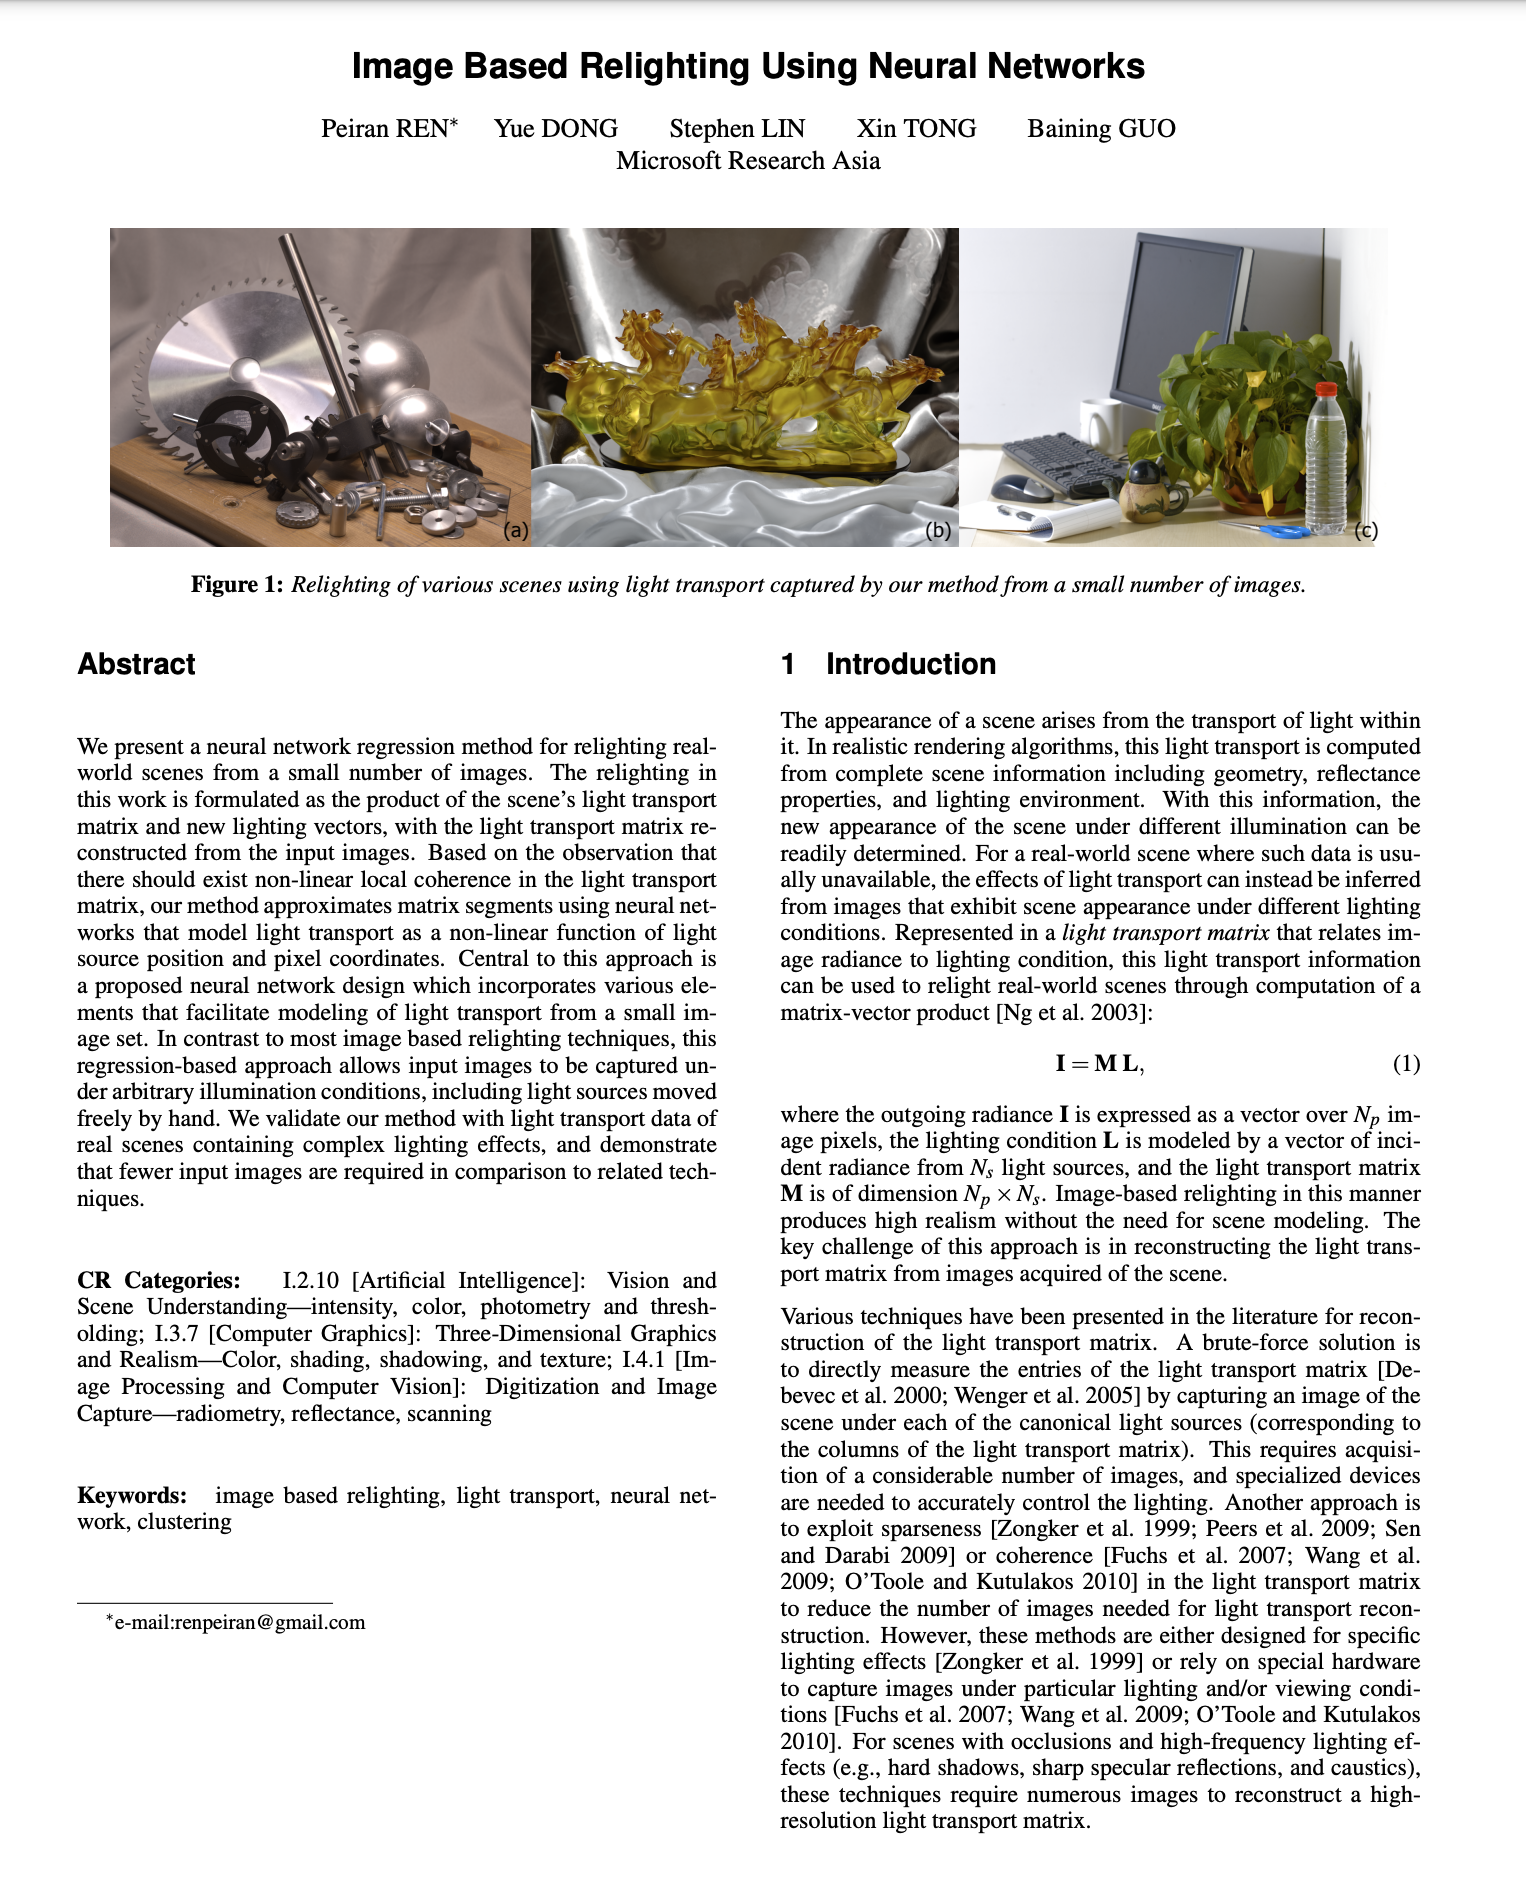 Image Based Relighting Using Neural Networks
Peiran REN* Yue DONG Stephen LIN Xin TONG Baining GUO
Microsoft Research Asia
(a)
(b)
(c)
Figure 1: Relighting of various scenes using light transport captured by our method from a small number of images.
Abstract
We present a neural network regression method for relighting real-
world scenes from a small number of images. The relighting in
this work is formulated as the product of the scene's light transport
matrix and new lighting vectors, with the light transport matrix re-
constructed from the input images. Based on the observation that
there should exist non-linear local coherence in the light transport
matrix, our method approximates matrix segments using neural net-
works that model light transport as a non-linear function of light
source position and pixel coordinates. Central to this approach is
a proposed neural network design which incorporates various ele-
ments that facilitate modeling of light transport from a small im-
age set. In contrast to most image based relighting techniques, this
regression-based approach allows input images to be captured un-
der arbitrary illumination conditions, including light sources moved
freely by hand. We validate our method with light transport data of
real scenes containing complex lighting effects, and demonstrate
that fewer input images are required in comparison to related tech-
niques.
CR Categories: I.2.10 [Artificial Intelligence]: Vision and
Scene Understanding—intensity, color, photometry and thresh-
olding; I.3.7 [Computer Graphics]: Three-Dimensional Graphics
and Realism—Color, shading, shadowing, and texture; I.4.1 [Im-
age Processing and Computer Vision]: Digitization and Image
Capture—radiometry, reflectance, scanning
Keywords: image based relighting, light transport, neural net-
work, clustering
*e-mail:renpeiran@gmail.com
1 Introduction
The appearance of a scene arises from the transport of light within
it. In realistic rendering algorithms, this light transport is computed
from complete scene information including geometry, reflectance
properties, and lighting environment. With this information, the
new appearance of the scene under different illumination can be
readily determined. For a real-world scene where such data is usu-
ally unavailable, the effects of light transport can instead be inferred
from images that exhibit scene appearance under different lighting
conditions. Represented in a light transport matrix that relates im-
age radiance to lighting condition, this light transport information
can be used to relight real-world scenes through computation of a
matrix-vector product [Ng et al. 2003]:
I = M L, (1)
where the outgoing radiance I is expressed as a vector over Np im-
age pixels, the lighting condition L is modeled by a vector of inci-
dent radiance from Ns light sources, and the light transport matrix
M is of dimension Np × Ns. Image-based relighting in this manner
produces high realism without the need for scene modeling. The
key challenge of this approach is in reconstructing the light trans-
port matrix from images acquired of the scene.
Various techniques have been presented in the literature for recon-
struction of the light transport matrix. A brute-force solution is
to directly measure the entries of the light transport matrix [De-
bevec et al. 2000; Wenger et al. 2005] by capturing an image of the
scene under each of the canonical light sources (corresponding to
the columns of the light transport matrix). This requires acquisi-
tion of a considerable number of images, and specialized devices
are needed to accurately control the lighting. Another approach is
to exploit sparseness [Zongker et al. 1999; Peers et al. 2009; Sen
and Darabi 2009] or coherence [Fuchs et al. 2007; Wang et al.
2009; O'Toole and Kutulakos 2010] in the light transport matrix
to reduce the number of images needed for light transport recon-
struction. However, these methods are either designed for specific
lighting effects [Zongker et al. 1999] or rely on special hardware
to capture images under particular lighting and/or viewing condi-
tions [Fuchs et al. 2007; Wang et al. 2009; O'Toole and Kutulakos
2010]. For scenes with occlusions and high-frequency lighting ef-
fects (e.g., hard shadows, sharp specular reflections, and caustics),
these techniques require numerous images to reconstruct a high-
resolution light transport matrix.